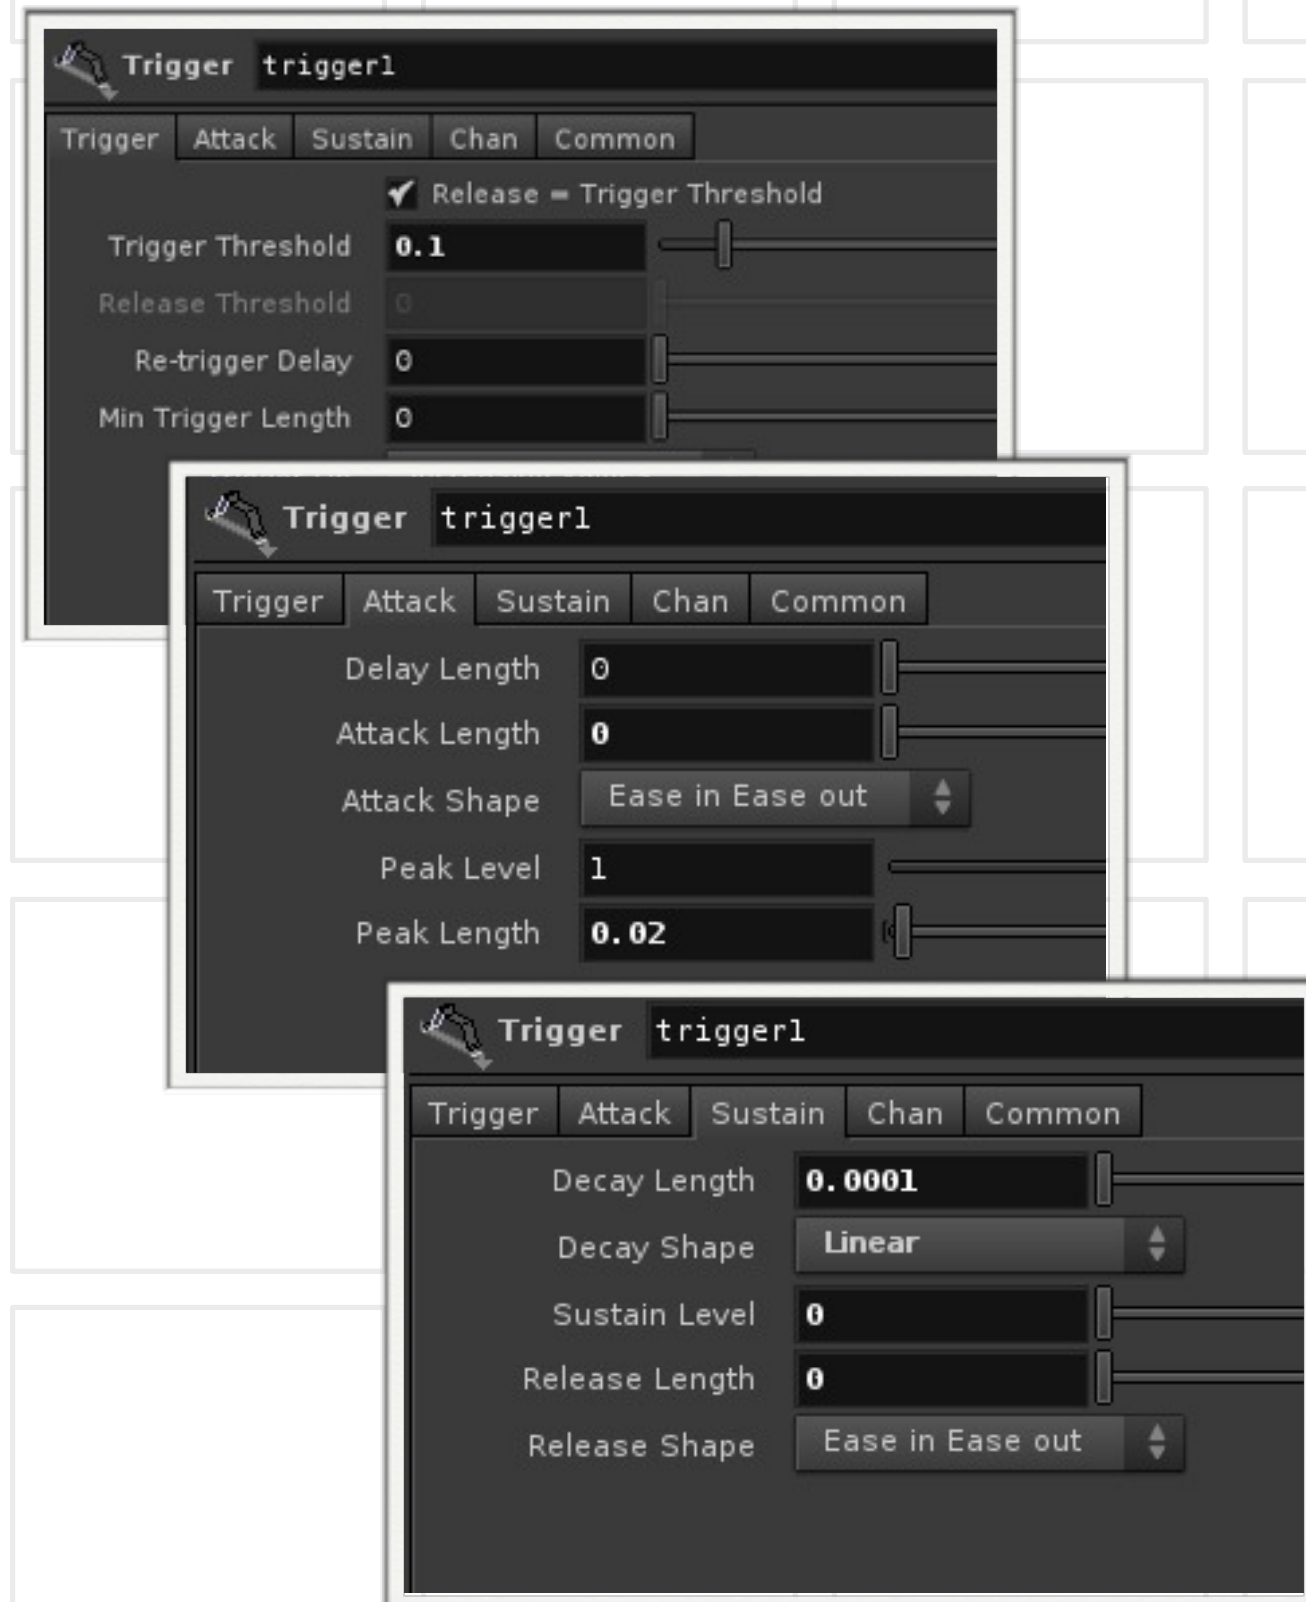 Trigger trigger1
Trigger Attack Sustain Chan Common
Release = Trigger Threshold
Trigger Threshold 0.1
Release Threshold 0
Re-trigger Delay 0
Min Trigger Length 0
Trigger trigger1
Trigger Attack Sustain Chan Common
Delay Length 0
Attack Length 0
Attack Shape Ease in Ease out
Peak Level 1
Peak Length 0.02
Trigger trigger1
Trigger Attack Sustain Chan Common
Decay Length 0.0001
Decay Shape Linear
Sustain Level 0
Release Length 0
Release Shape Ease in Ease out